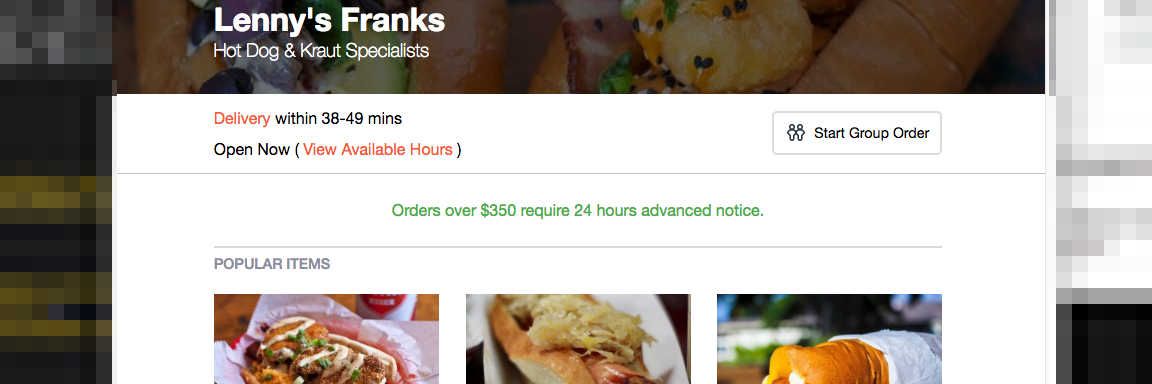 Lenny's Franks
Hot Dog & Kraut Specialists
Delivery within 38-49 mins
Open Now ( View Available Hours )
Start Group Order
Orders over $350 require 24 hours advanced notice.
POPULAR ITEMS